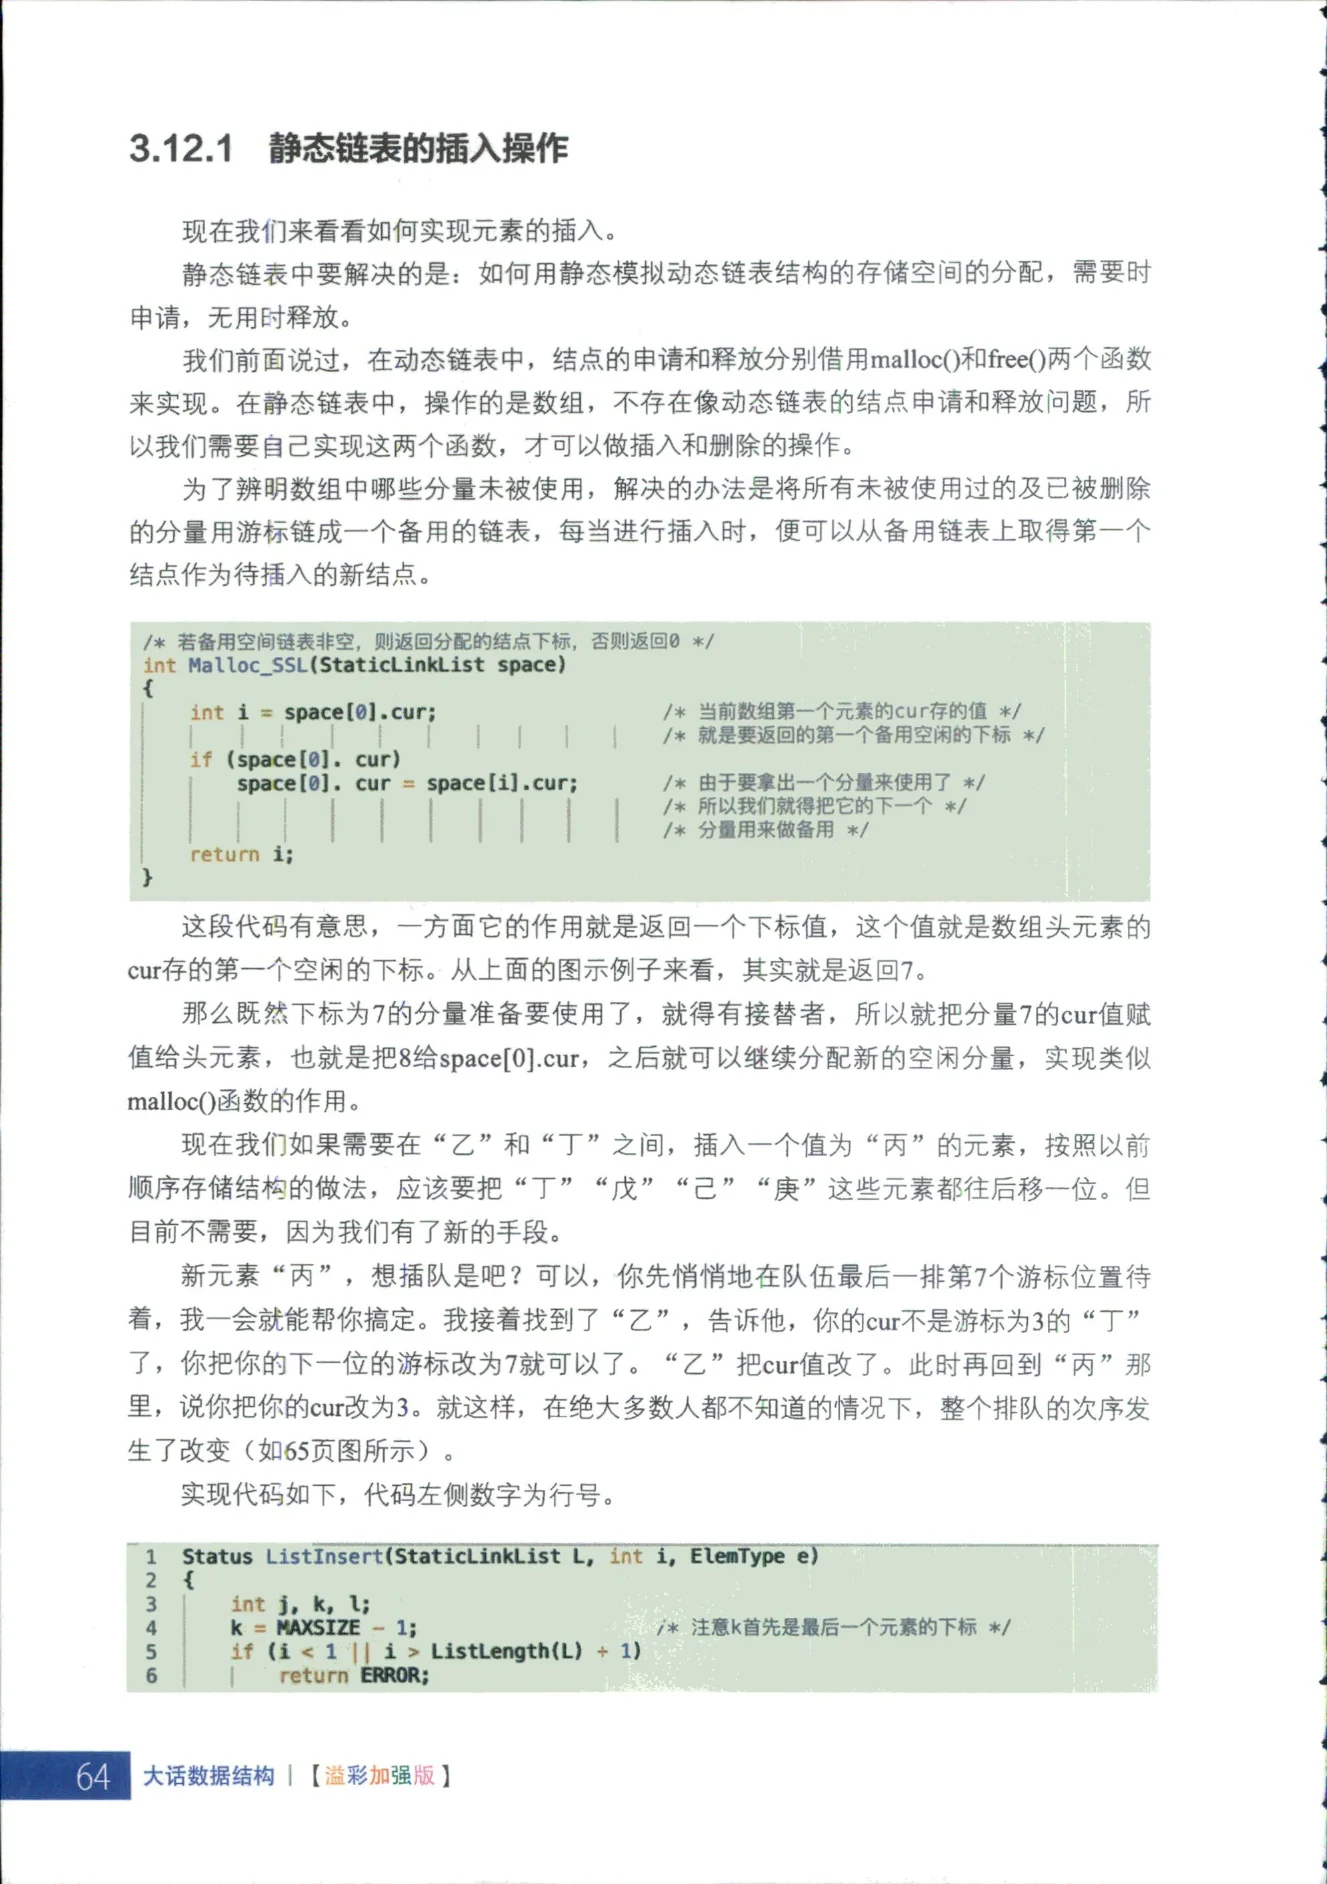 3.12.1 静态链表的插入操作
现在我们来看看如何实现元素的插入。
静态链表中要解决的是：如何用静态模拟动态链表结构的存储空间的分配，需要时
申请，无用时释放。
我们前面说过，在动态链表中，结点的申请和释放分别借用malloc()和free()两个函数
来实现。在静态链表中，操作的是数组，不存在像动态链表的结点申请和释放问题，所
以我们需要自己实现这两个函数，才可以做插入和删除的操作。
为了辨明数组中哪些分量未被使用，解决的办法是将所有未被使用过的及已被删除
的分量用游标链成一个备用的链表，每当进行插入时，便可以从备用链表上取得第一个
结点作为待插入的新结点。
/* 若备用空间链表非空，则返回分配的结点下标，否则返回0 */
int Malloc_SSL(StaticLinkList space)
{
int i = space[0].cur; /* 当前数组第一个元素的cur存的值 */
/* 就是要返回的第一个备用空闲的下标 */
if (space[0]. cur)
space[0]. cur = space[i].cur; /* 由于要拿出一个分量来使用了 */
/* 所以我们就得把它的下一个 */
/* 分量用来做备用 */
return i;
}
这段代码有意思，一方面它的作用就是返回一个下标值，这个值就是数组头元素的
cur存的第一个空闲的下标。从上面的图示例子来看，其实就是返回7。
那么既然下标为7的分量准备要使用了，就得有接替者，所以就把分量7的cur值赋
值给头元素，也就是把8给space[0].cur，之后就可以继续分配新的空闲分量，实现类似
malloc()函数的作用。
现在我们如果需要在“乙”和“丁”之间，插入一个值为“丙”的元素，按照以前
顺序存储结构的做法，应该要把“丁”“戊”“己”“庚”这些元素都往后移一位。但
目前不需要，因为我们有了新的手段。
新元素“丙”，想插队是吧？可以，你先悄悄地在队伍最后一排第7个游标位置待
着，我一会就能帮你搞定。我接着找到了“乙”，告诉他，你的cur不是游标为3的“丁”
了，你把你的下一位的游标改为7就可以了。“乙”把cur值改了。此时再回到“丙”那
里，说你把你的cur改为3。就这样，在绝大多数人都不知道的情况下，整个排队的次序发
生了改变（如65页图所示）。
实现代码如下，代码左侧数字为行号。
1 Status ListInsert(StaticLinkList L, int i, ElemType e)
2 {
3 int j, k, l;
4 k = MAXSIZE - 1; /* 注意k首先是最后一个元素的下标 */
5 if (i < 1 || i > ListLength(L) + 1)
6 return ERROR;
64 大话数据结构 | 【溢彩加强版】